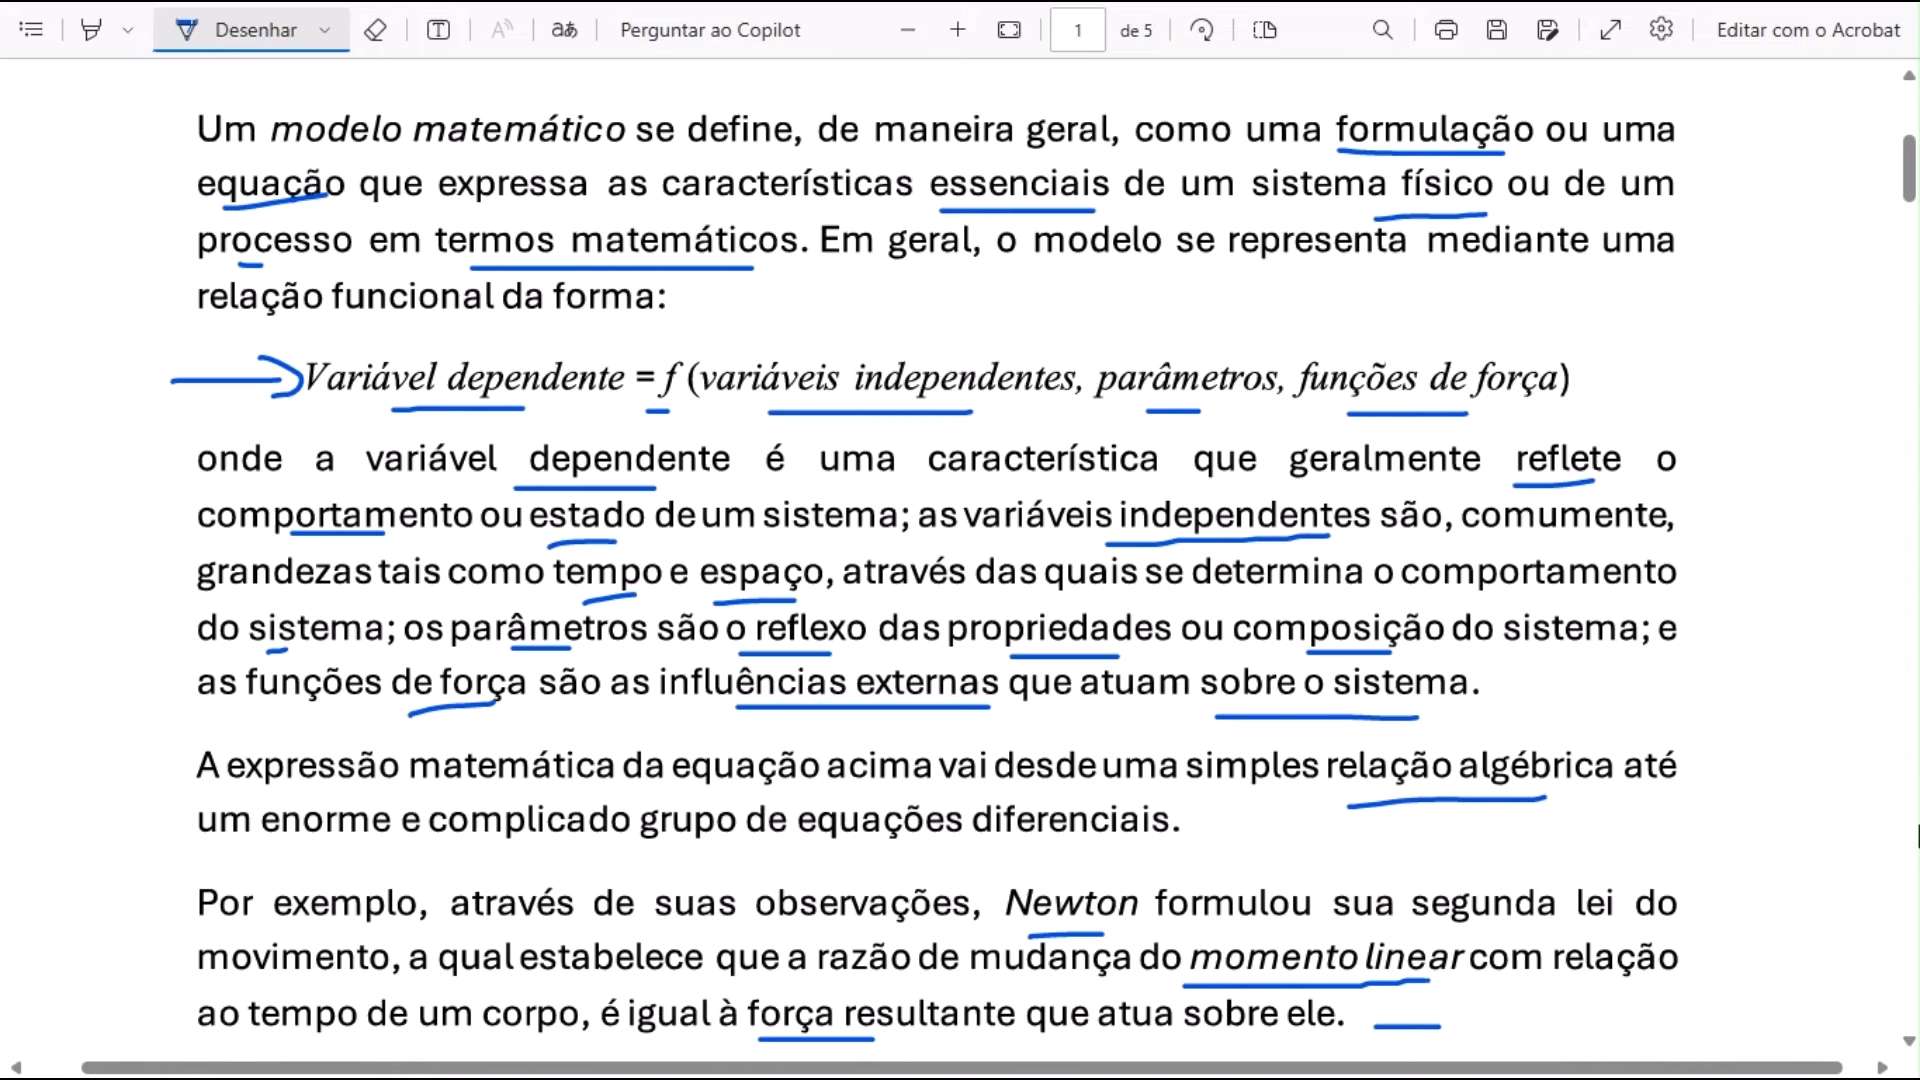 Desenhar
aあ
Perguntar ao Copilot
1
de 5
Editar com o Acrobat
Um modelo matemático se define, de maneira geral, como uma formulação ou uma
equação que expressa as características essenciais de um sistema físico ou de um
processo em termos matemáticos. Em geral, o modelo se representa mediante uma
relação funcional da forma:
Variável dependente = f (variáveis independentes, parâmetros, funções de força)
onde a variável dependente é uma característica que geralmente reflete o
comportamento ou estado de um sistema; as variáveis independentes são, comumente,
grandezas tais como tempo e espaço, através das quais se determina o comportamento
do sistema; os parâmetros são o reflexo das propriedades ou composição do sistema; e
as funções de força são as influências externas que atuam sobre o sistema.
A expressão matemática da equação acima vai desde uma simples relação algébrica até
um enorme e complicado grupo de equações diferenciais.
Por exemplo, através de suas observações, Newton formulou sua segunda lei do
movimento, a qual estabelece que a razão de mudança do momento linear com relação
ao tempo de um corpo, é igual à força resultante que atua sobre ele.